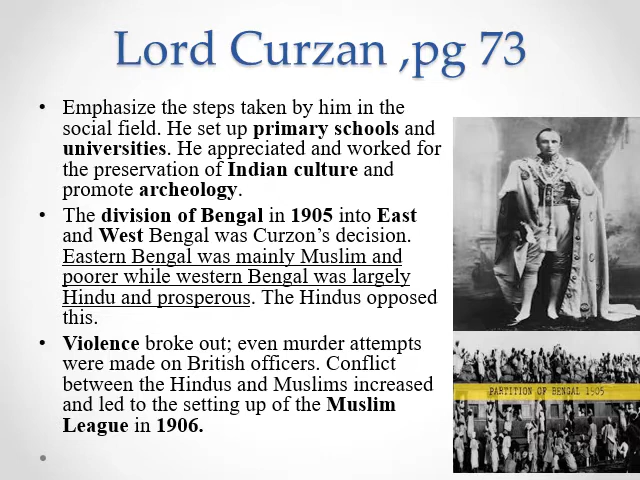 Lord Curzan ,pg 73
• Emphasize the steps taken by him in the
social field. He set up primary schools and
universities. He appreciated and worked for
the preservation of Indian culture and
promote archeology.
• The division of Bengal in 1905 into East
and West Bengal was Curzon’s decision.
Eastern Bengal was mainly Muslim and
poorer while western Bengal was largely
Hindu and prosperous. The Hindus opposed
this.
• Violence broke out; even murder attempts
were made on British officers. Conflict
between the Hindus and Muslims increased
and led to the setting up of the Muslim
League in 1906.
PARTITION OF BENGAL 1905